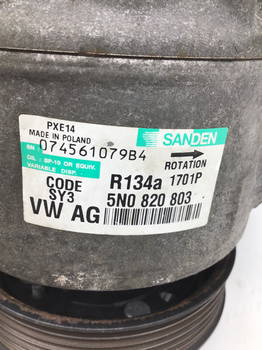 PXE14
MADE IN POLAND
SANDEN
SN 074561079B4
OIL : SP-10 OR EQUIV.
VARIABLE DISP.
ROTATION
CODE R134a 1701P
SY3
VW AG 5N0 820 803